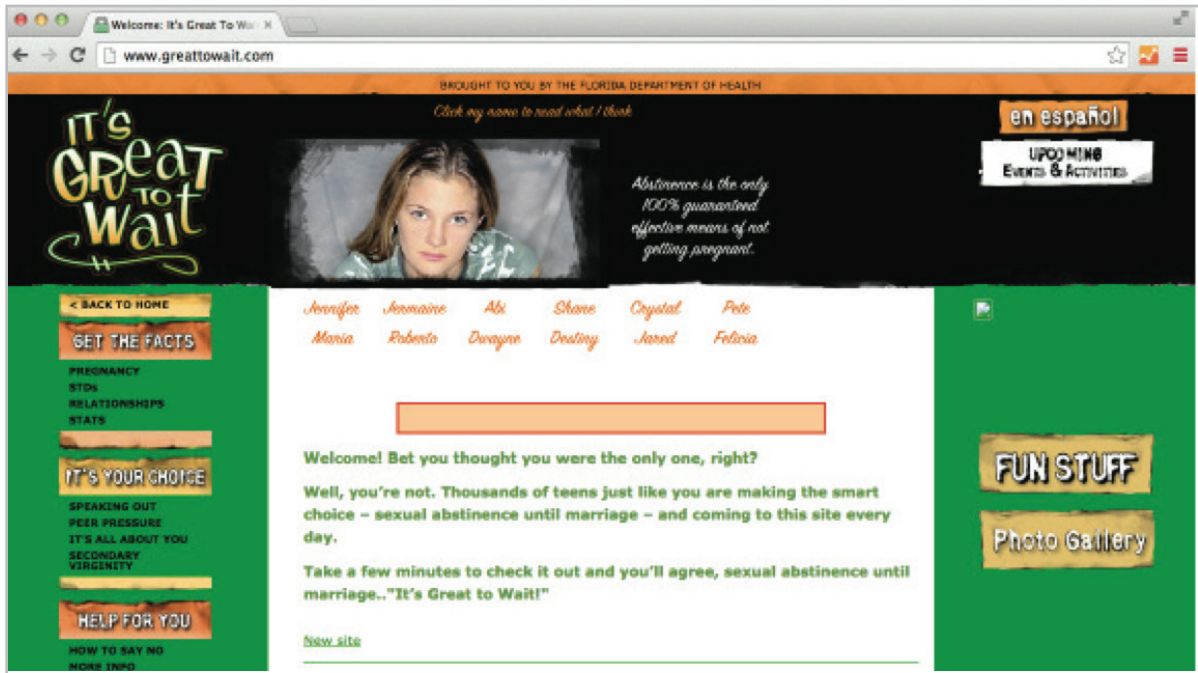 Welcome: It's Great To Wai
www.greattowait.com
BROUGHT TO YOU BY THE FLORIDA DEPARTMENT OF HEALTH
IT'S
GReaT
TO
Wait
Click my name to read what I think
Abstinence is the only
100% guaranteed
effective means of not
getting pregnant.
en español
UPCOMING
EVENTS & ACTIVITIES
< BACK TO HOME
GET THE FACTS
PREGNANCY
STDs
RELATIONSHIPS
STATS
IT'S YOUR CHOICE
SPEAKING OUT
PEER PRESSURE
IT'S ALL ABOUT YOU
SECONDARY
VIRGINITY
HELP FOR YOU
HOW TO SAY NO
MORE INFO
Jennifer Jermaine Abi Shane Crystal Pete
Maria Roberto Dwayne Destiny Jared Felicia
Welcome! Bet you thought you were the only one, right?
Well, you're not. Thousands of teens just like you are making the smart
choice – sexual abstinence until marriage – and coming to this site every
day.
Take a few minutes to check it out and you'll agree, sexual abstinence until
marriage.."It's Great to Wait!"
New site
FUN STUFF
Photo Gallery